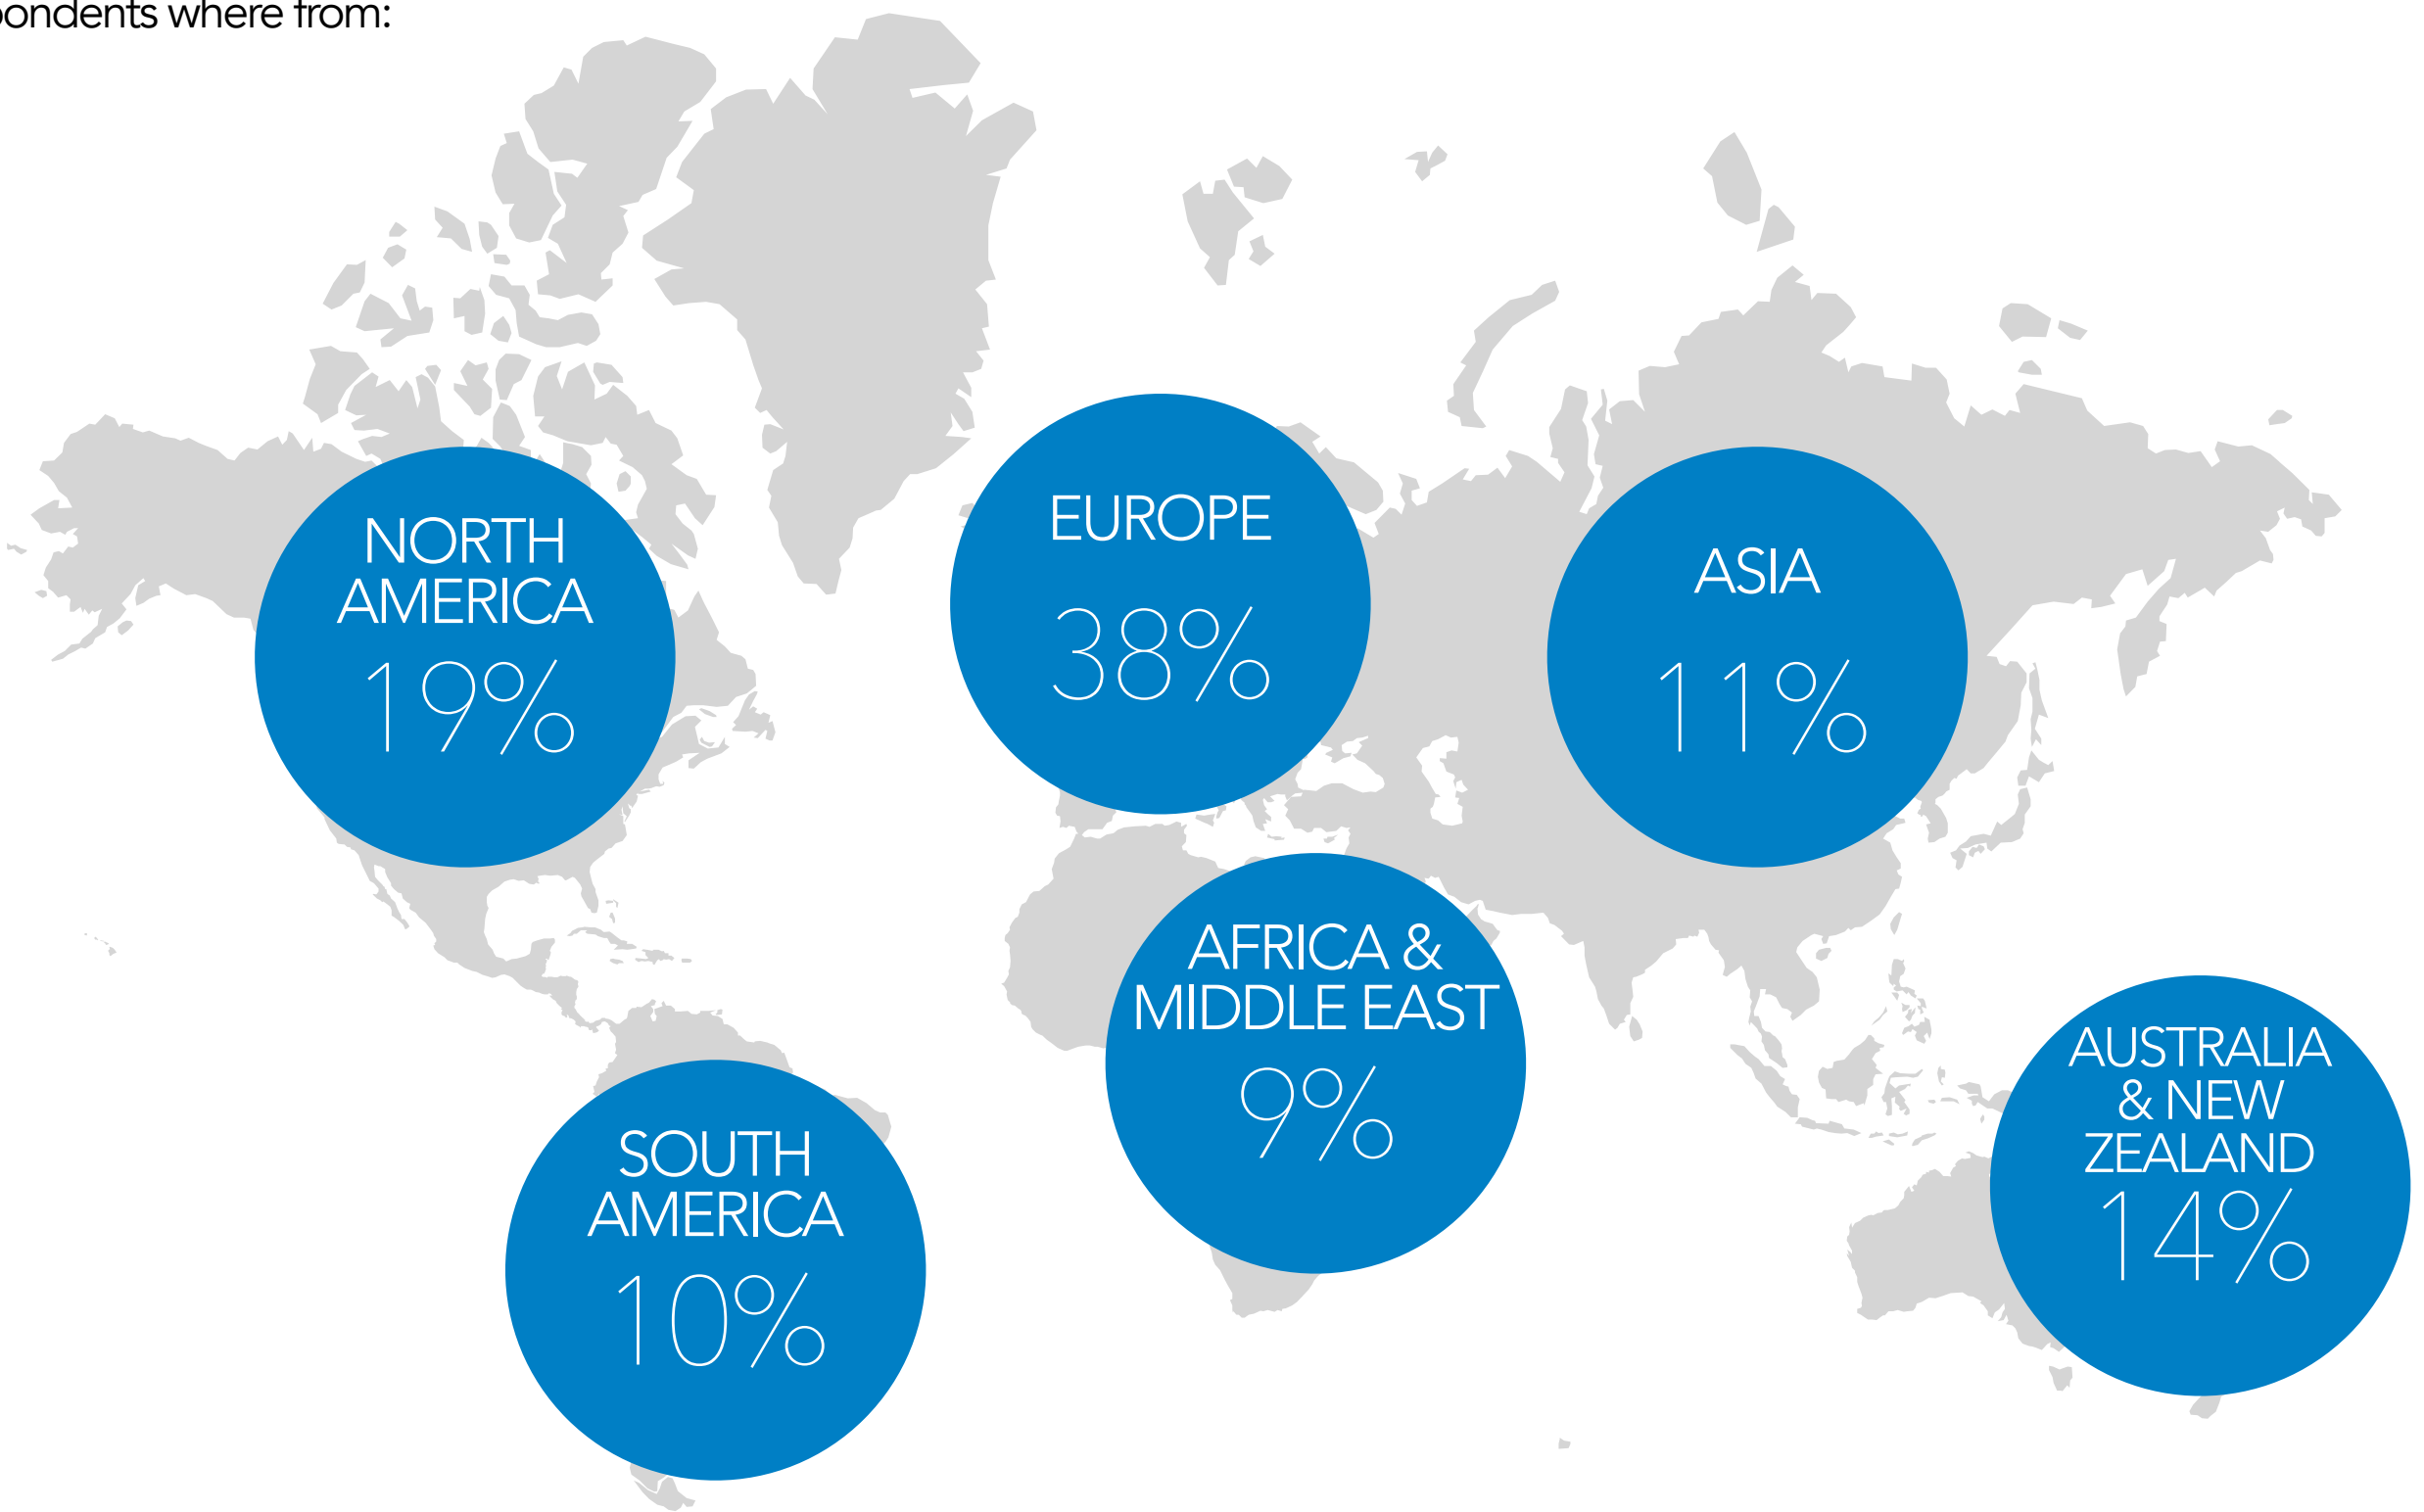 ondents where from:
NORTH
AMERICA
19%
EUROPE
38%
ASIA
11%
AFRICA &
MIDDLE EAST
9%
SOUTH
AMERICA
10%
AUSTRALIA
& NEW
ZEALAND
14%